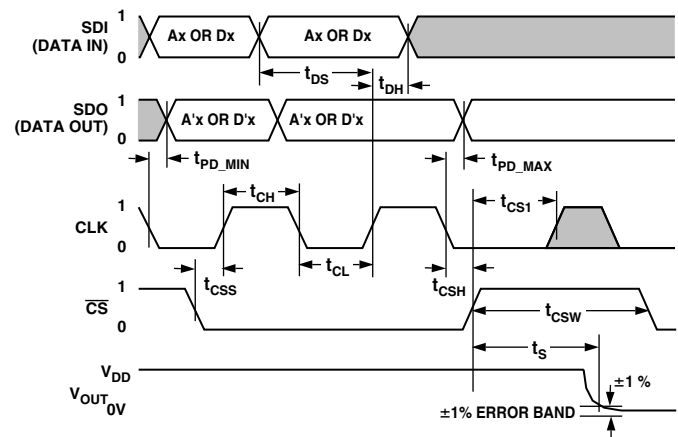 SDI
(DATA IN)
1
0
Ax OR Dx
Ax OR Dx
tDS
tDH
SDO
(DATA OUT)
1
0
A'x OR D'x
A'x OR D'x
tPD_MIN
tPD_MAX
tCH
tCS1
CLK
1
0
tCSS
tCL
tCSH
CS
1
0
tCSW
tS
VDD
VOUT
0V
±1 %
±1% ERROR BAND